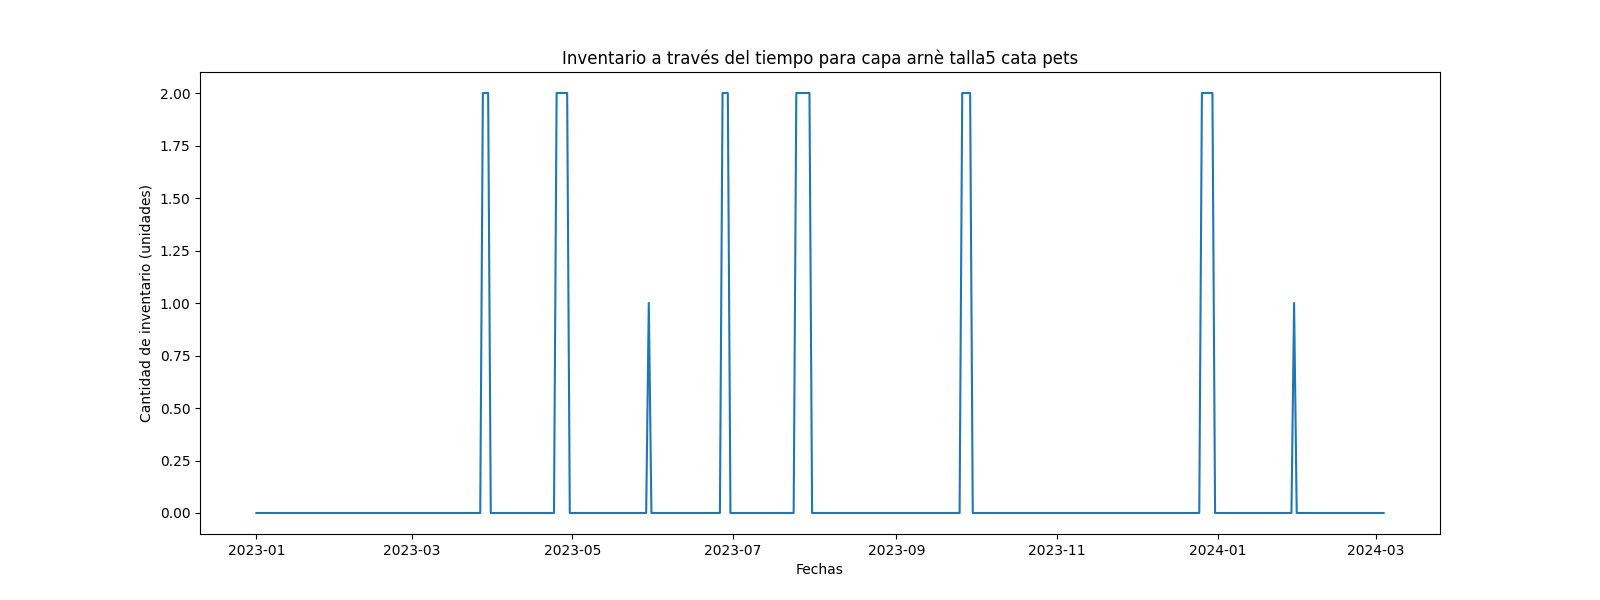 Inventario a través del tiempo para capa arnè talla5 cata pets
2.00
1.75
1.50
1.25
1.00
0.75
0.50
0.25
0.00
Cantidad de inventario (unidades)
2023-01 2023-03 2023-05 2023-07 2023-09 2023-11 2024-01 2024-03
Fechas